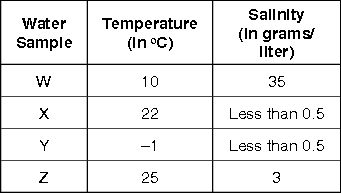 Water Sample Temperature (in °C) Salinity (in grams/ liter)
W 10 35
X 22 Less than 0.5
Y –1 Less than 0.5
Z 25 3